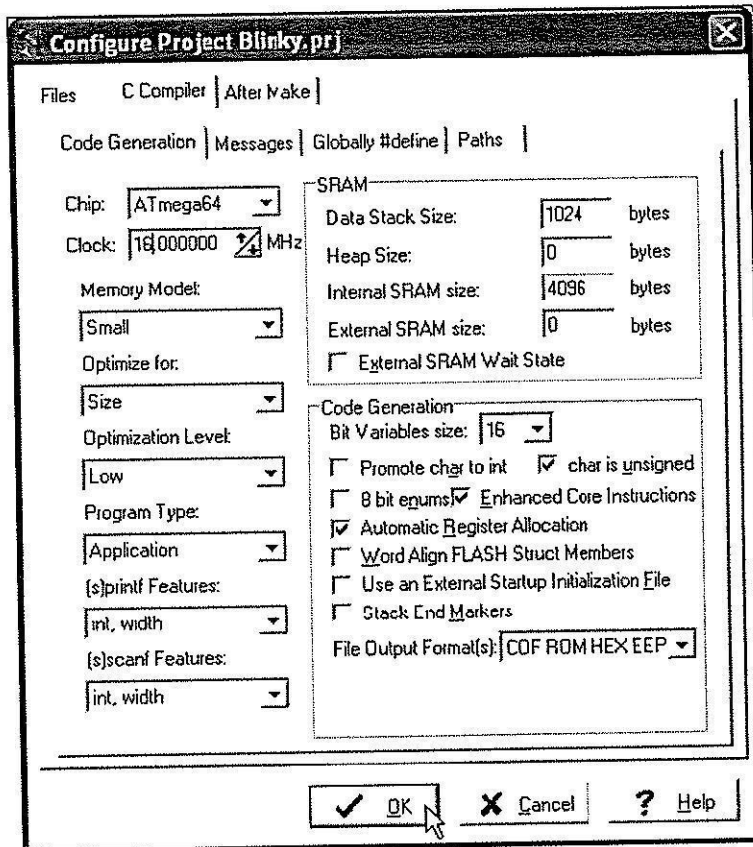 Configure Project Blinky.prj
Files C Compiler After Make
Code Generation Messages Globally #define Paths
Chip: ATmega64
Clock: 16.000000 MHz
Memory Model:
Small
Optimize for:
Size
Optimization Level:
Low
Program Type:
Application
(s)printf Features:
int, width
(s)scanf Features:
int, width
SRAM
Data Stack Size: 1024 bytes
Heap Size: 0 bytes
Internal SRAM size: 4096 bytes
External SRAM size: 0 bytes
External SRAM Wait State
Code Generation
Bit Variables size: 16
Promote char to int char is unsigned
8 bit enums Enhanced Core Instructions
Automatic Register Allocation
Word Align FLASH Struct Members
Use an External Startup Initialization File
Stack End Markers
File Output Format(s): COF ROM HEX EEP
OK Cancel ? Help